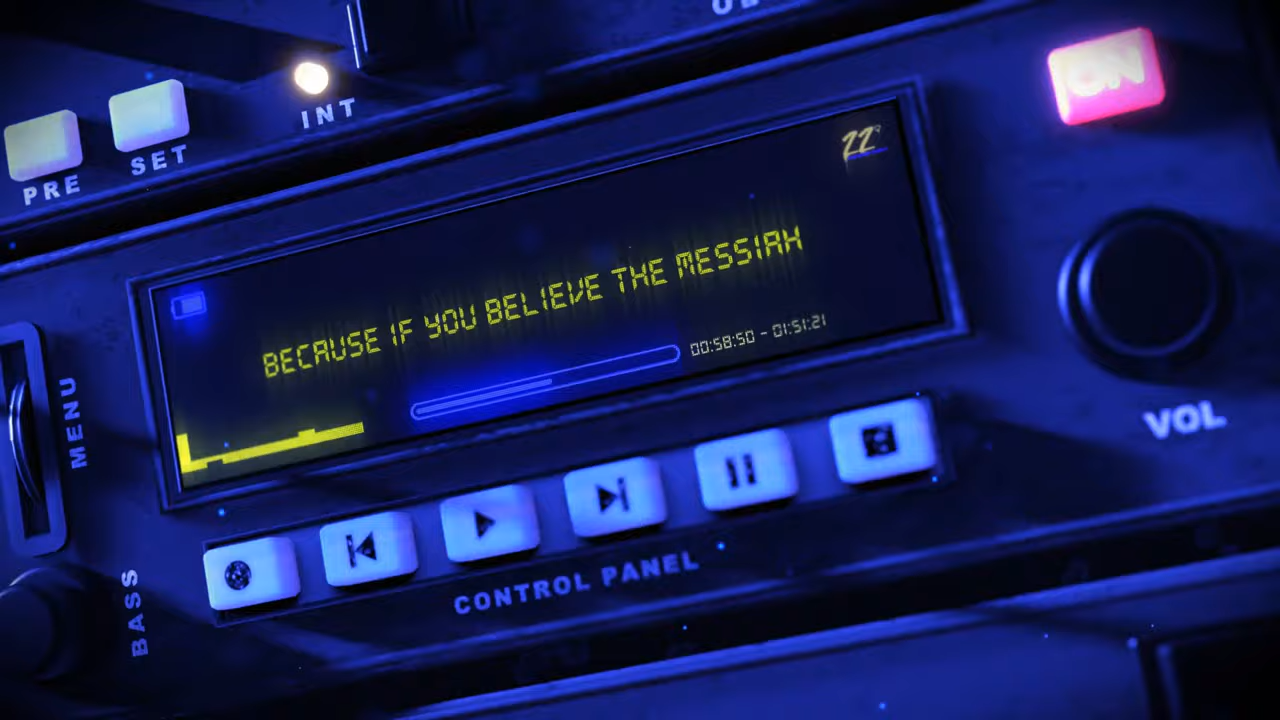 INT
ON
PRE
SET
22
BECAUSE IF YOU BELIEVE THE MESSIAH
00:58:50 - 01:51:21
MENU
VOL
CONTROL PANEL
BASS